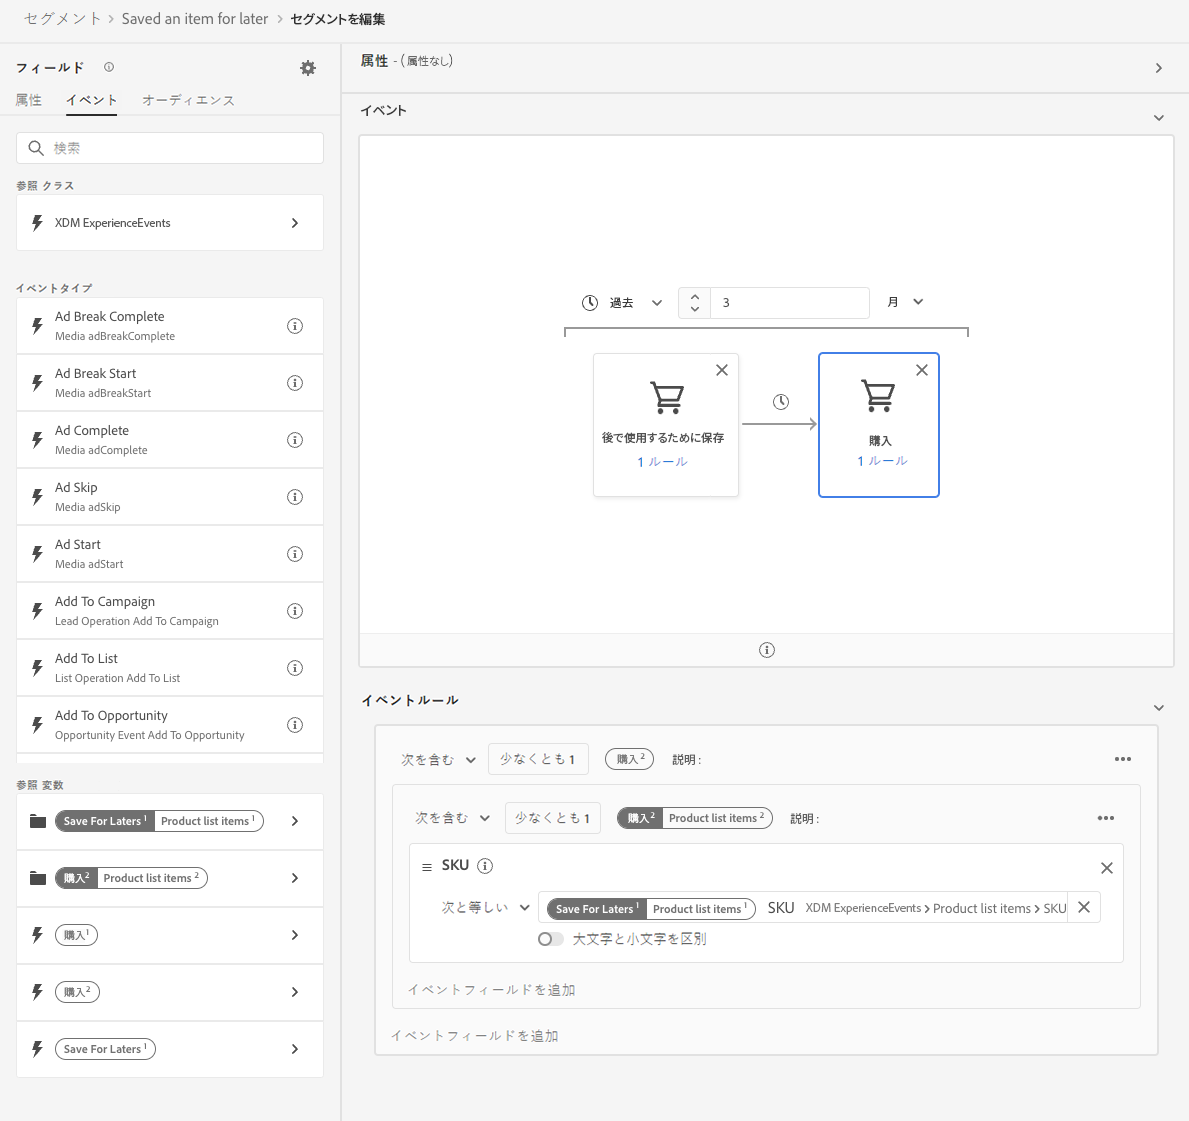 セグメント › Saved an item for later › セグメントを編集
フィールド
属性 イベント オーディエンス
検索
参照 クラス
XDM ExperienceEvents
イベントタイプ
Ad Break Complete
Media adBreakComplete
Ad Break Start
Media adBreakStart
Ad Complete
Media adComplete
Ad Skip
Media adSkip
Ad Start
Media adStart
Add To Campaign
Lead Operation Add To Campaign
Add To List
List Operation Add To List
Add To Opportunity
Opportunity Event Add To Opportunity
参照 変数
Save For Laters 1 Product list items 1
購入 2 Product list items 2
購入 1
購入 2
Save For Laters 1
属性 - (属性なし)
イベント
過去 3 月
後で使用するために保存
1 ルール
購入
1 ルール
イベントルール
次を含む 少なくとも 1 購入 2 説明 :
次を含む 少なくとも 1 購入 2 Product list items 2 説明 :
SKU
次と等しい Save For Laters 1 Product list items 1 SKU XDM ExperienceEvents > Product list items > SKU
大文字と小文字を区別
イベントフィールドを追加
イベントフィールドを追加